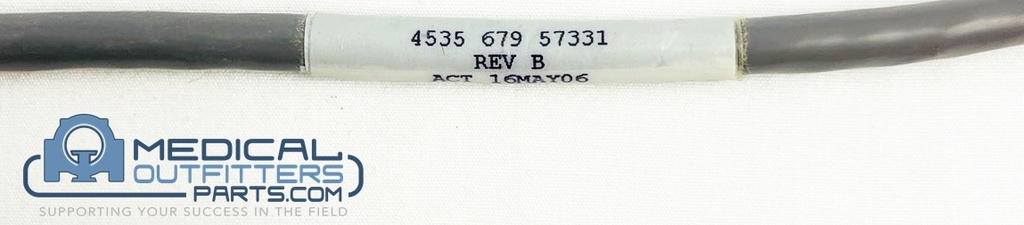 4535 679 57331
REV B
ACT 16MAY06
MEDICAL
OUTFITTERS
PARTS.COM
SUPPORTING YOUR SUCCESS IN THE FIELD